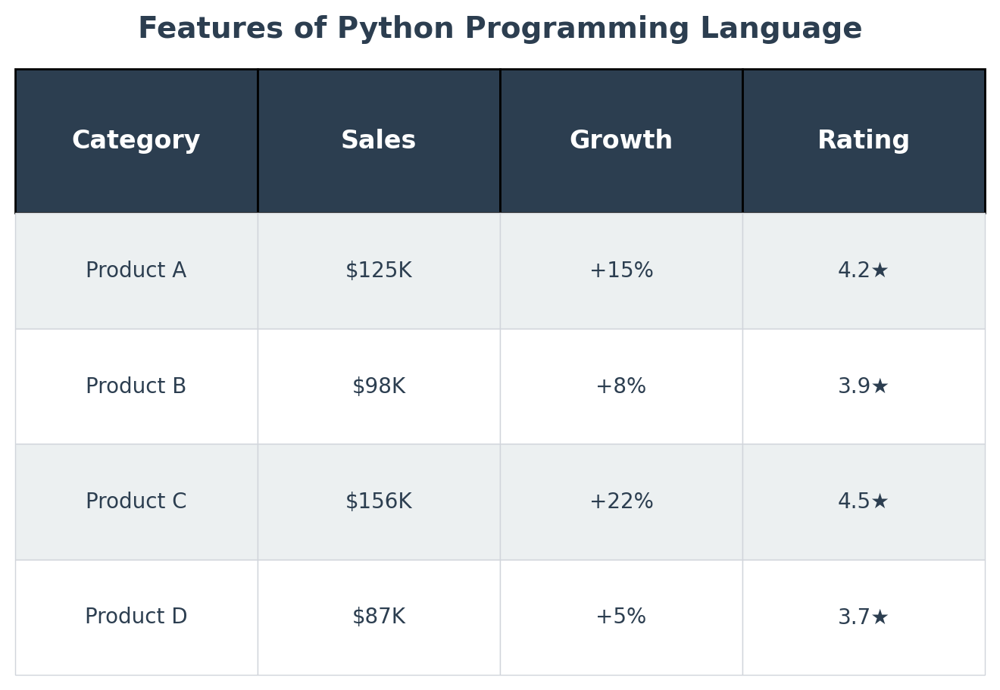 Features of Python Programming Language
Category Sales Growth Rating
Product A $125K +15% 4.2★
Product B $98K +8% 3.9★
Product C $156K +22% 4.5★
Product D $87K +5% 3.7★